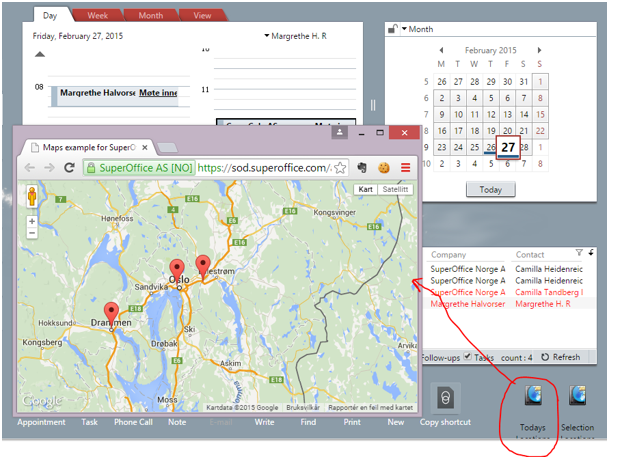 Day Week Month View
Friday, February 27, 2015 Margrethe H. R
10
08
Margrethe Halvorse Møte inne
11
Month
February 2015
M T W T F S S
5 26 27 28 29 30 31 1
6 2 3 4 5 6 7 8
7 9 10 11 12 13 14 15
8 16 17 18 19 20 21 22
9 23 24 25 26 27 28 1
10 2 3 4 5 6 7 8
Today
Maps example for SuperO
SuperOffice AS [NO] https://sod.superoffice.com/
Kart Satellitt
E16
Kongsvinger
Hønefoss
E6
E16
E16
Oslo
Sandvika
Hokksund
Drammen
Kongsberg
Drøbak
Ski
Askim
E18
Moss
Google
Kartdata ©2015 Google Bruksvilkår Rapportér en feil med kartet
Company Contact
SuperOffice Norge A Camilla Heidenreic
SuperOffice Norge A Camilla Heidenreic
SuperOffice Norge A Camilla Tandberg
Margrethe Halvorser Margrethe H. R
Follow-ups Tasks count : 4 Refresh
Appointment Task Phone Call Note Write Find Print New Copy shortcut
Todays Selection
Locations Locations